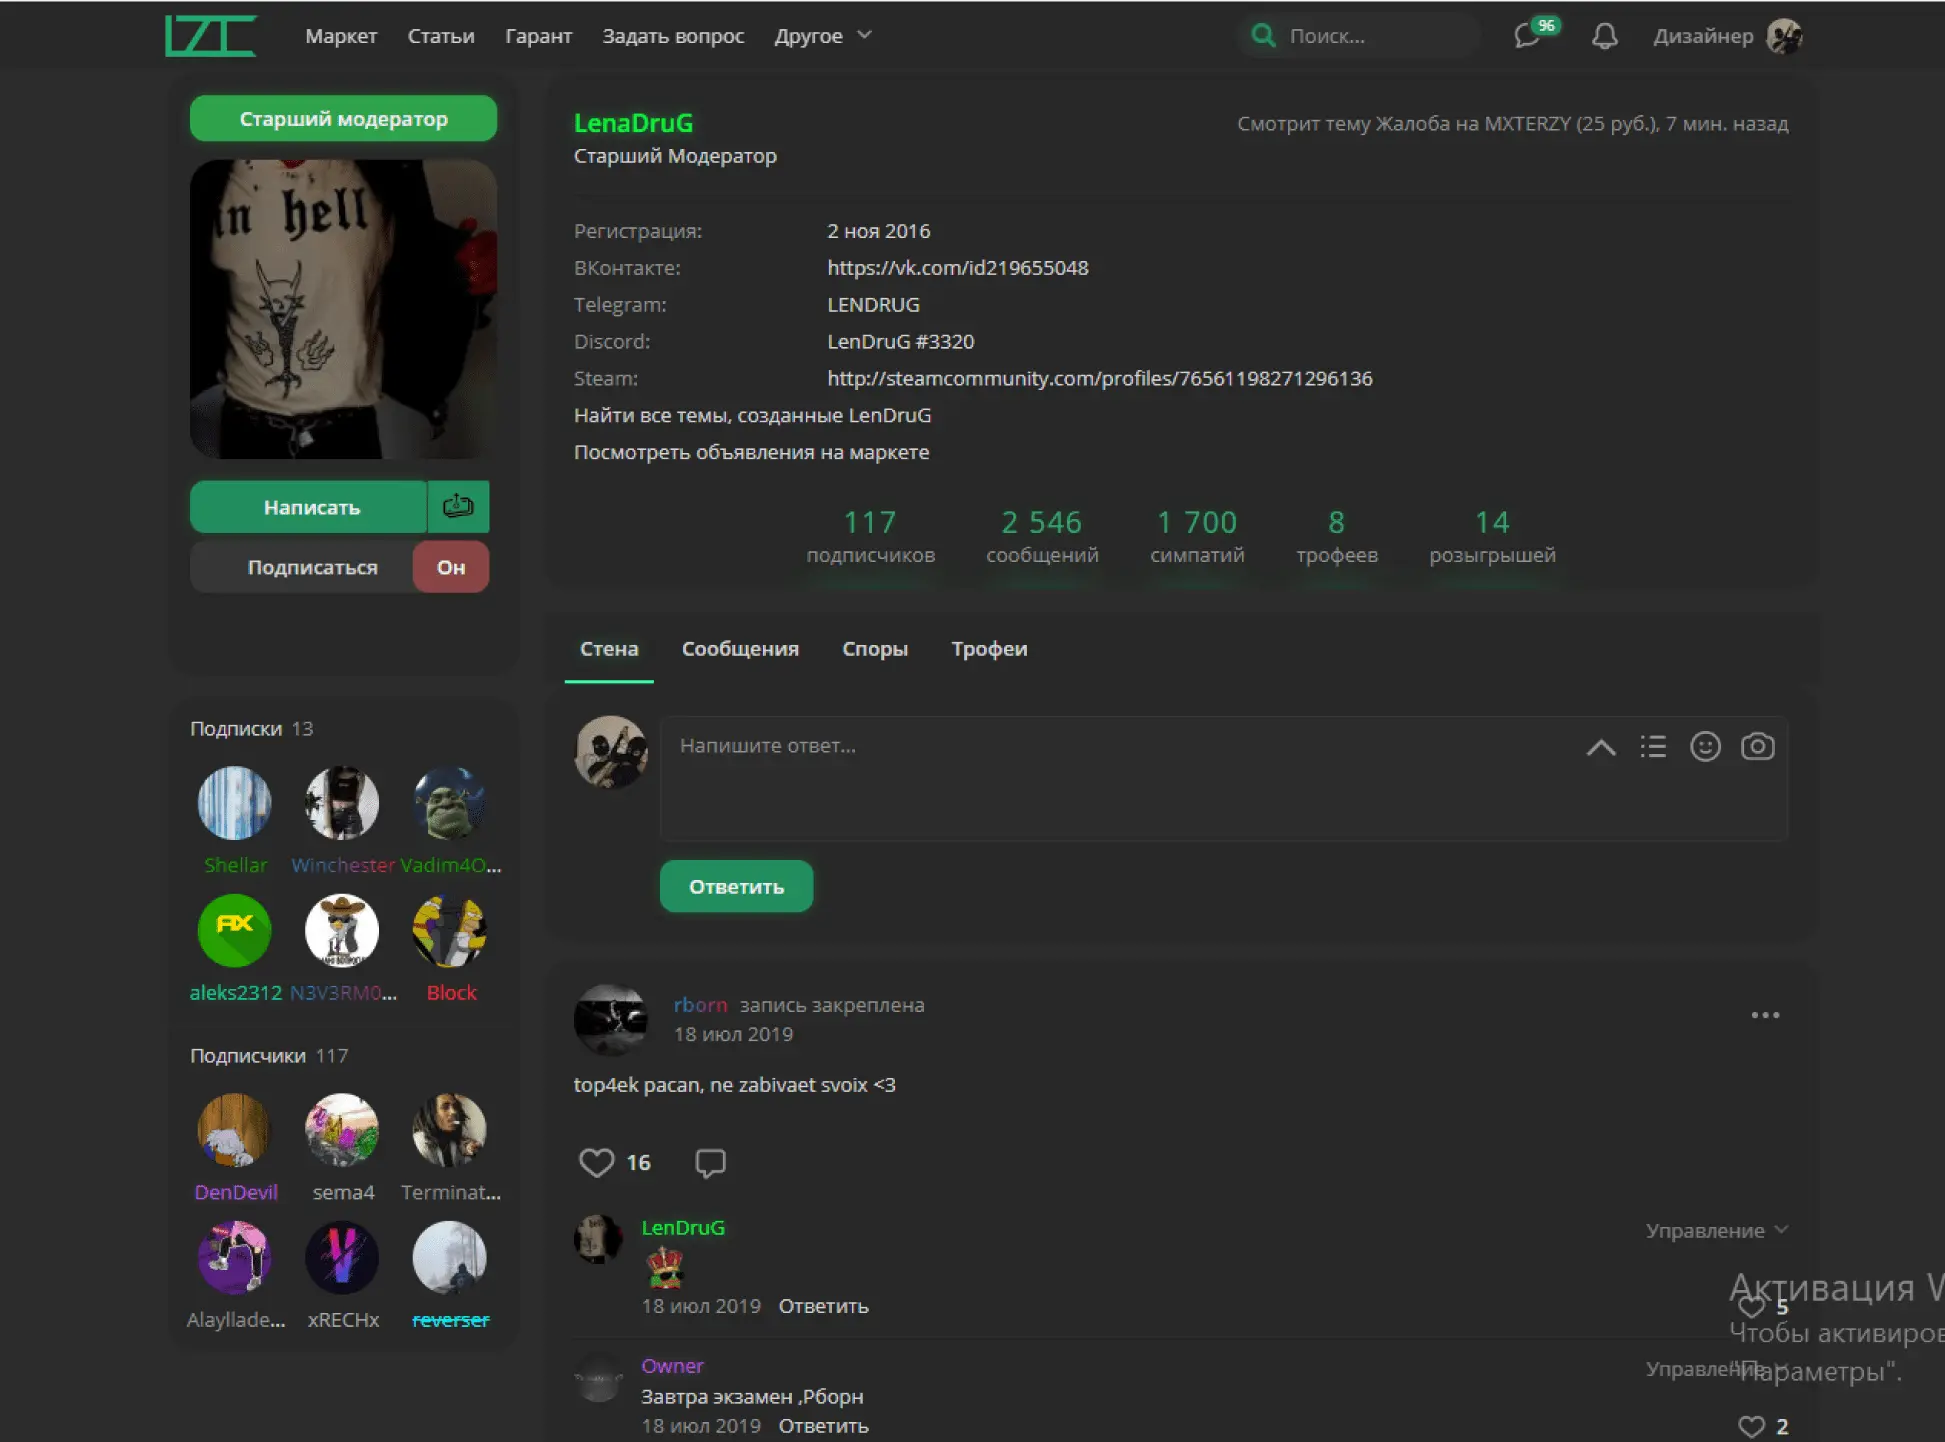 Маркет Статьи Гарант Задать вопрос Другое Поиск... 96 Дизайнер
Старший модератор
in hell
Написать
Подписаться Он
LenaDruG
Старший Модератор
Смотрит тему Жалоба на MXTERZY (25 руб.), 7 мин. назад
Регистрация: 2 ноя 2016
ВКонтакте: https://vk.com/id219655048
Telegram: LENDRUG
Discord: LenDruG #3320
Steam: http://steamcommunity.com/profiles/76561198271296136
Найти все темы, созданные LenDruG
Посмотреть объявления на маркете
117 2 546 1 700 8 14
подписчиков сообщений симпатий трофеев розыгрышей
Стена Сообщения Споры Трофеи
Напишите ответ...
Ответить
Подписки 13
Shellar Winchester Vadim4O...
AX
aleks2312 N3V3RM0... Block
Подписчики 117
DenDevil sema4 Terminat...
Alayllade... xRECHx reverser
rborn запись закреплена
18 июл 2019
top4ek pacan, ne zabivaet svoix <3
16
LenDruG
Управление
18 июл 2019 Ответить
5
Owner
Управление
Завтра экзамен ,Рборн
18 июл 2019 Ответить
2
Активация W
Чтобы активиров
"Параметры".